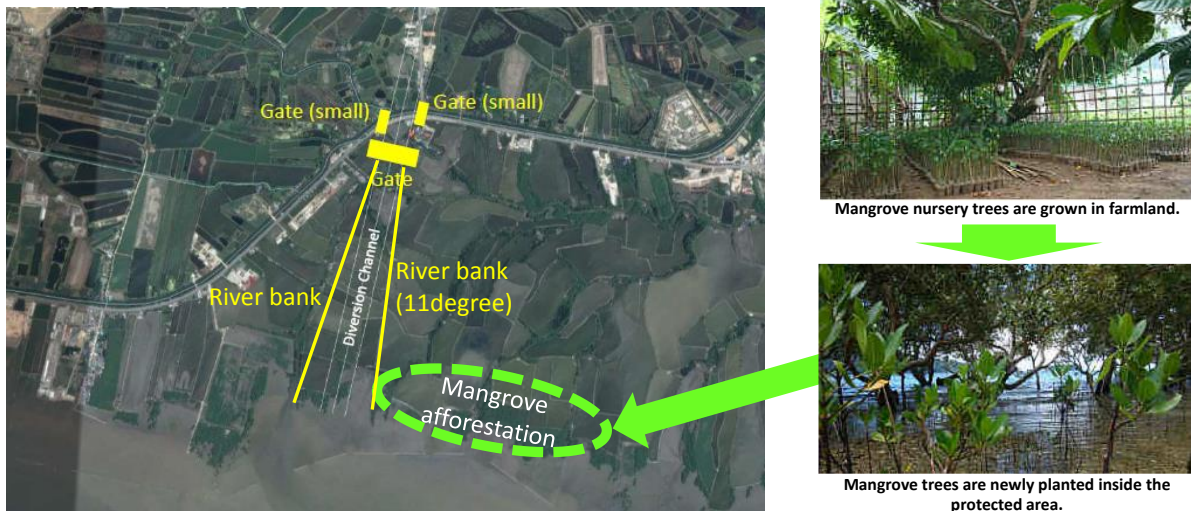 Gate (small)
Gate (small)
Gate
River bank
Diversion Channel
River bank
(11degree)
Mangrove
afforestation
Mangrove nursery trees are grown in farmland.
Mangrove trees are newly planted inside the
protected area.